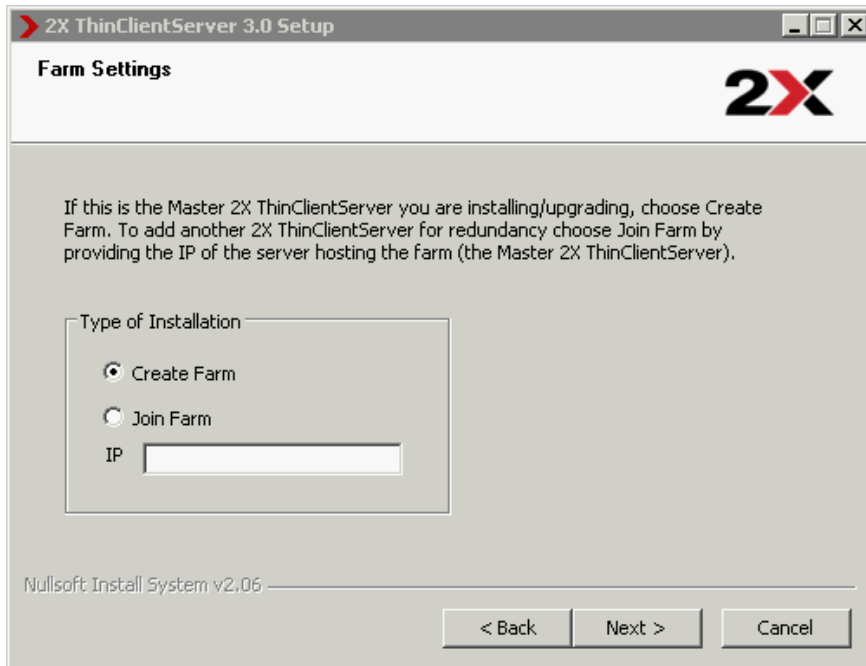 2X ThinClientServer 3.0 Setup
Farm Settings
2X
If this is the Master 2X ThinClientServer you are installing/upgrading, choose Create
Farm. To add another 2X ThinClientServer for redundancy choose Join Farm by
providing the IP of the server hosting the farm (the Master 2X ThinClientServer).
Type of Installation
Create Farm
Join Farm
IP
Nullsoft Install System v2.06
< Back
Next >
Cancel